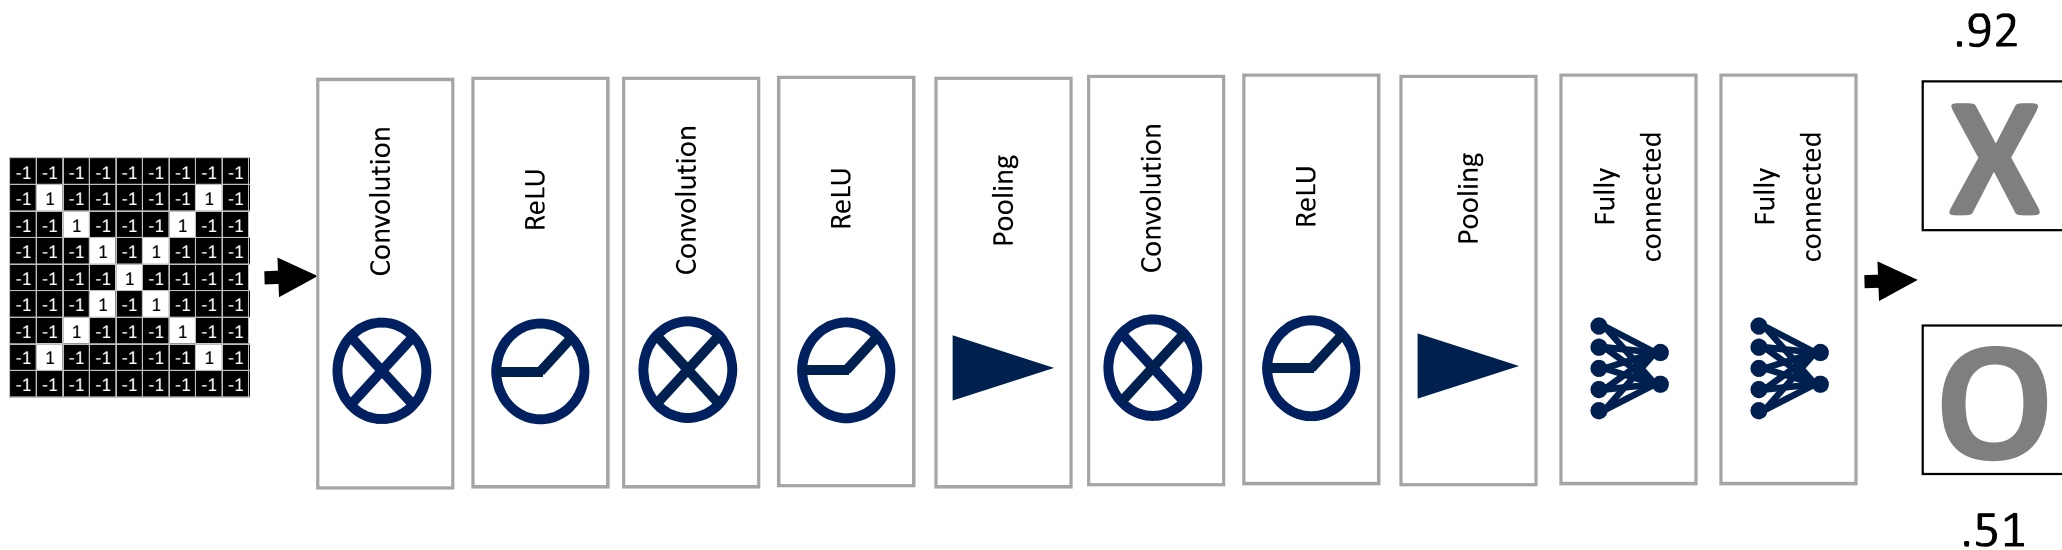 -1 -1 -1 -1 -1 -1 -1 -1 -1
-1 1 -1 -1 -1 -1 -1 1 -1
-1 -1 1 -1 -1 -1 1 -1 -1
-1 -1 -1 1 -1 1 -1 -1 -1
-1 -1 -1 -1 1 -1 -1 -1 -1
-1 -1 -1 1 -1 1 -1 -1 -1
-1 -1 1 -1 -1 -1 1 -1 -1
-1 1 -1 -1 -1 -1 -1 1 -1
-1 -1 -1 -1 -1 -1 -1 -1 -1
Convolution
ReLU
Convolution
ReLU
Pooling
Convolution
ReLU
Pooling
Fully
connected
Fully
connected
.92
X
O
.51